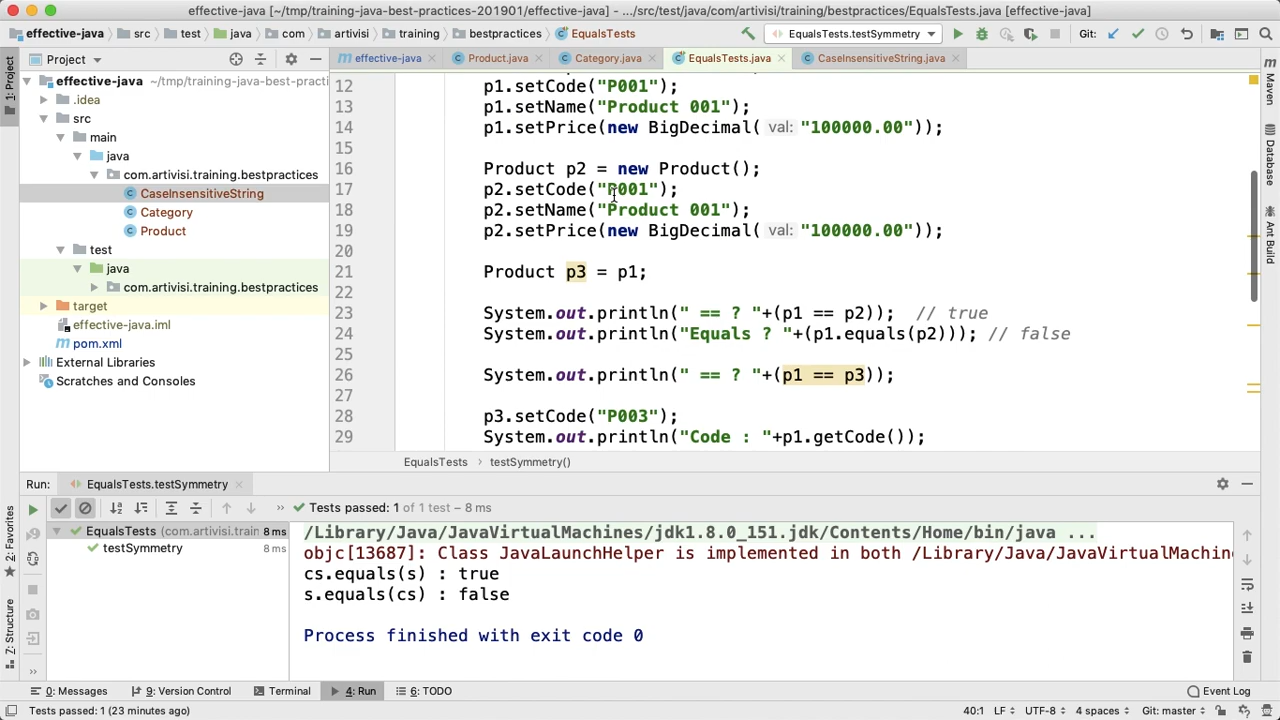 effective-java [~/tmp/training-java-best-practices-201901/effective-java] - .../src/test/java/com/artivisi/training/bestpractices/EqualsTests.java [effective-java]
effective-java src test java com artivisi training bestpractices EqualsTests EqualsTests.testSymmetry Git:
Project effective-java Product.java Category.java EqualsTests.java CaseInsensitiveString.java
1: Project
effective-java ~/tmp/training-java-best-practi
.idea
src
main
java
com.artivisi.training.bestpractices
CaseInsensitiveString
Category
Product
test
java
com.artivisi.training.bestpractices
target
effective-java.iml
pom.xml
External Libraries
Scratches and Consoles
12 p1.setCode("P001");
13 p1.setName("Product 001");
14 p1.setPrice(new BigDecimal( val: "100000.00"));
15
16 Product p2 = new Product();
17 p2.setCode("P001");
18 p2.setName("Product 001");
19 p2.setPrice(new BigDecimal( val: "100000.00"));
20
21 Product p3 = p1;
22
23 System.out.println(" == ? "+(p1 == p2)); // true
24 System.out.println("Equals ? "+(p1.equals(p2))); // false
25
26 System.out.println(" == ? "+(p1 == p3));
27
28 p3.setCode("P003");
29 System.out.println("Code : "+p1.getCode());
EqualsTests testSymmetry()
Maven
Database
Ant Build
Run: EqualsTests.testSymmetry
Tests passed: 1 of 1 test – 8 ms
EqualsTests (com.artivisi.train 8 ms
testSymmetry 8 ms
/Library/Java/JavaVirtualMachines/jdk1.8.0_151.jdk/Contents/Home/bin/java ...
objc[13687]: Class JavaLaunchHelper is implemented in both /Library/Java/JavaVirtualMachin
cs.equals(s) : true
s.equals(cs) : false
Process finished with exit code 0
2: Favorites
7: Structure
0: Messages 9: Version Control Terminal 4: Run 6: TODO Event Log
Tests passed: 1 (23 minutes ago) 40:1 LF UTF-8 4 spaces Git: master